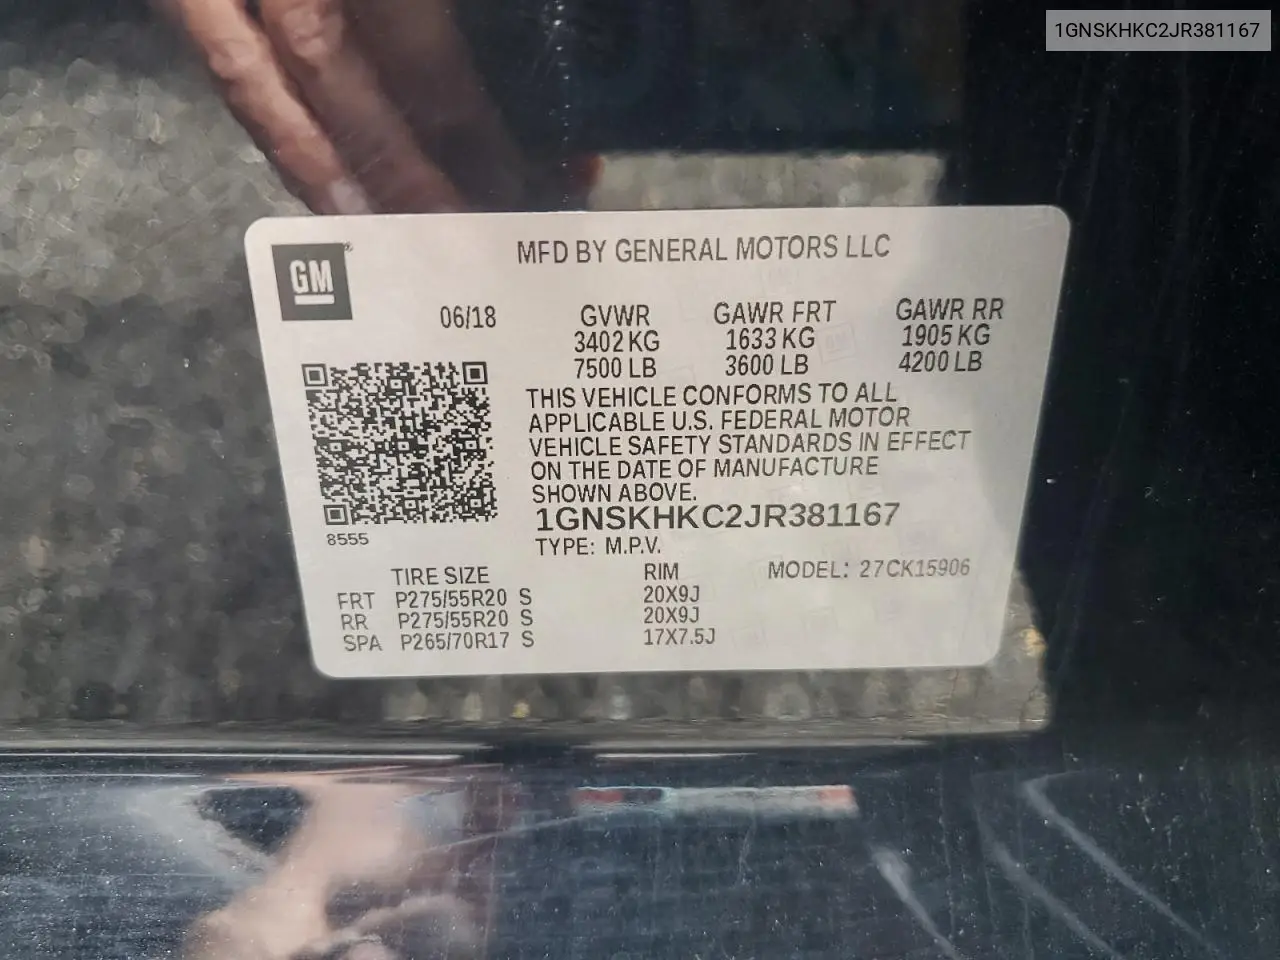 1GNSKHKC2JR381167
GM
MFD BY GENERAL MOTORS LLC
06/18
GVWR GAWR FRT GAWR RR
3402 KG 1633 KG 1905 KG
7500 LB 3600 LB 4200 LB
THIS VEHICLE CONFORMS TO ALL
APPLICABLE U.S. FEDERAL MOTOR
VEHICLE SAFETY STANDARDS IN EFFECT
ON THE DATE OF MANUFACTURE
SHOWN ABOVE.
1GNSKHKC2JR381167
8555
TYPE: M.P.V.
TIRE SIZE RIM MODEL: 27CK15906
FRT P275/55R20 S 20X9J
RR P275/55R20 S 20X9J
SPA P265/70R17 S 17X7.5J